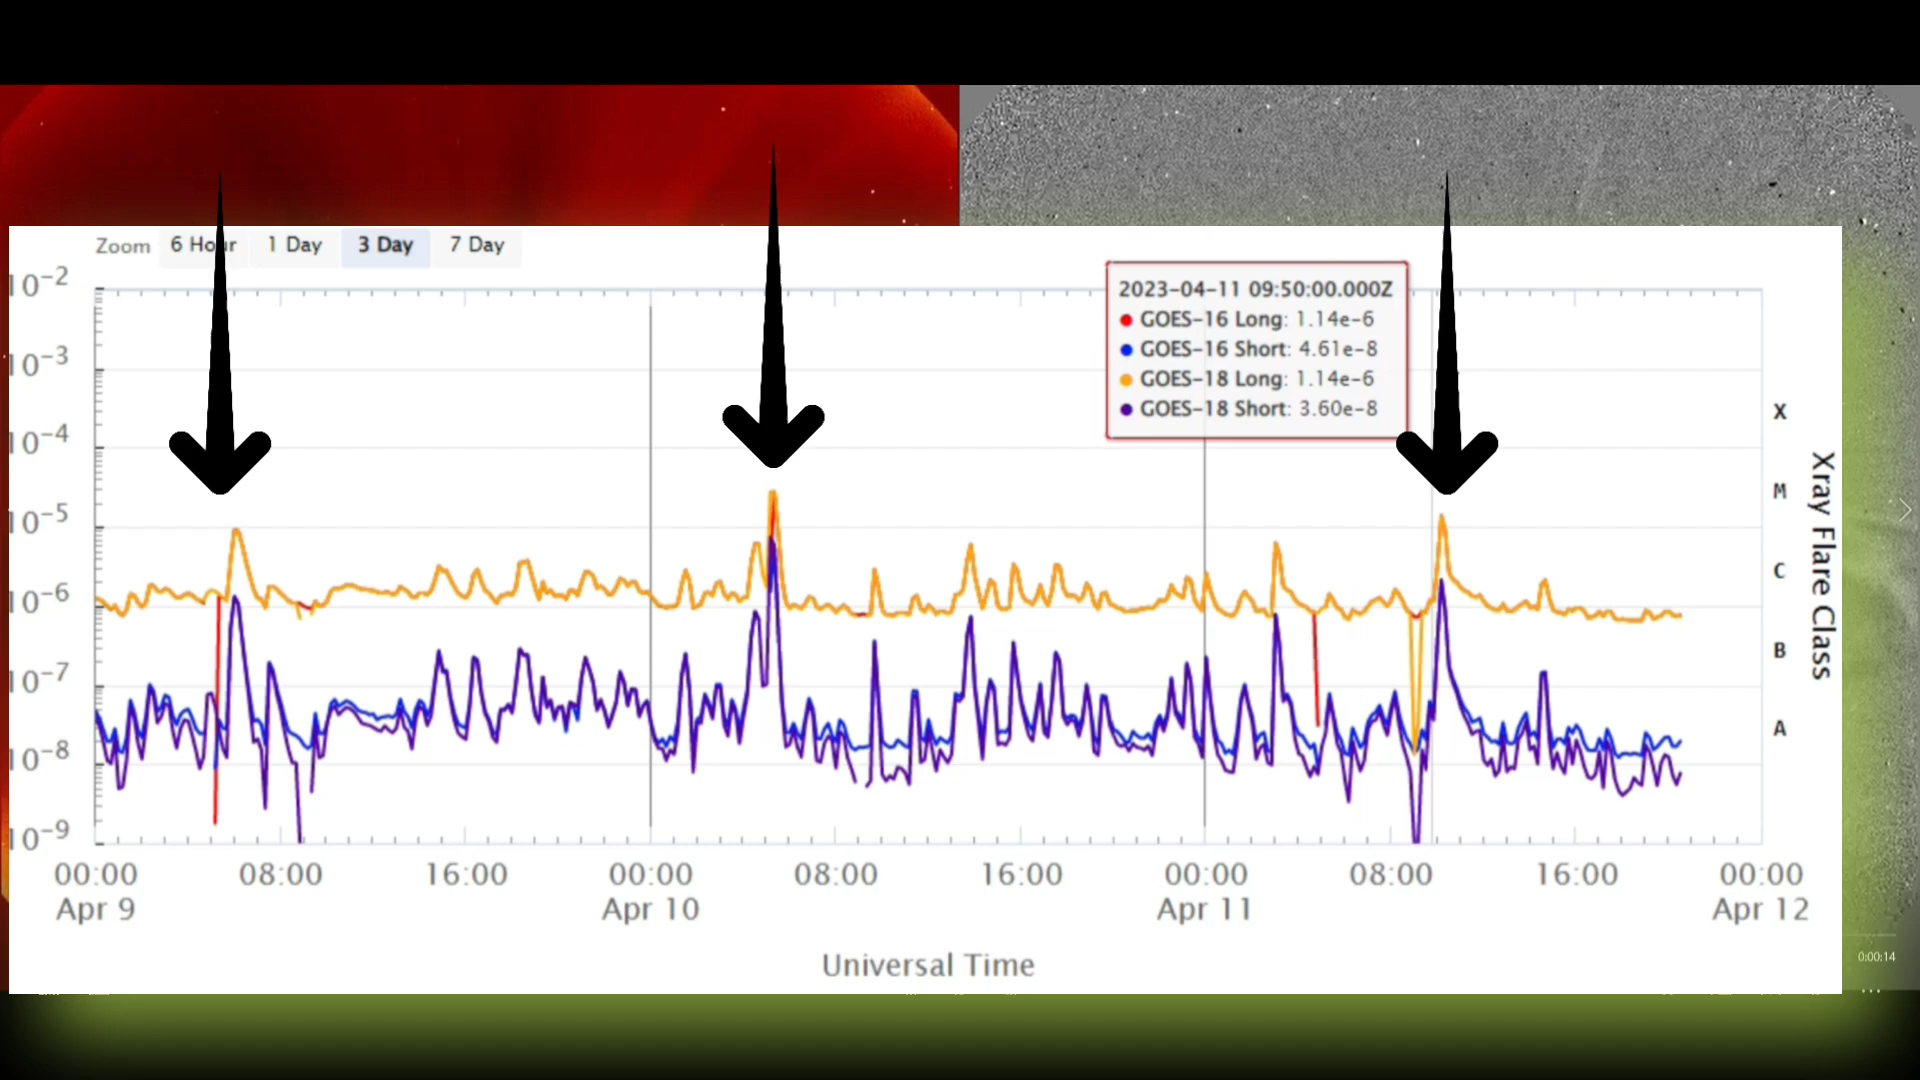 Zoom 6 Hour 1 Day 3 Day 7 Day
2023-04-11 09:50:00.000Z
GOES-16 Long: 1.14e-6
GOES-16 Short: 4.61e-8
GOES-18 Long: 1.14e-6
GOES-18 Short: 3.60e-8
10⁻²
10⁻³
10⁻⁴
10⁻⁵
10⁻⁶
10⁻⁷
10⁻⁸
10⁻⁹
X
M
C
B
A
Xray Flare Class
00:00 08:00 16:00 00:00 08:00 16:00 00:00 08:00 16:00 00:00
Apr 9 Apr 10 Apr 11 Apr 12
Universal Time
0:00:14